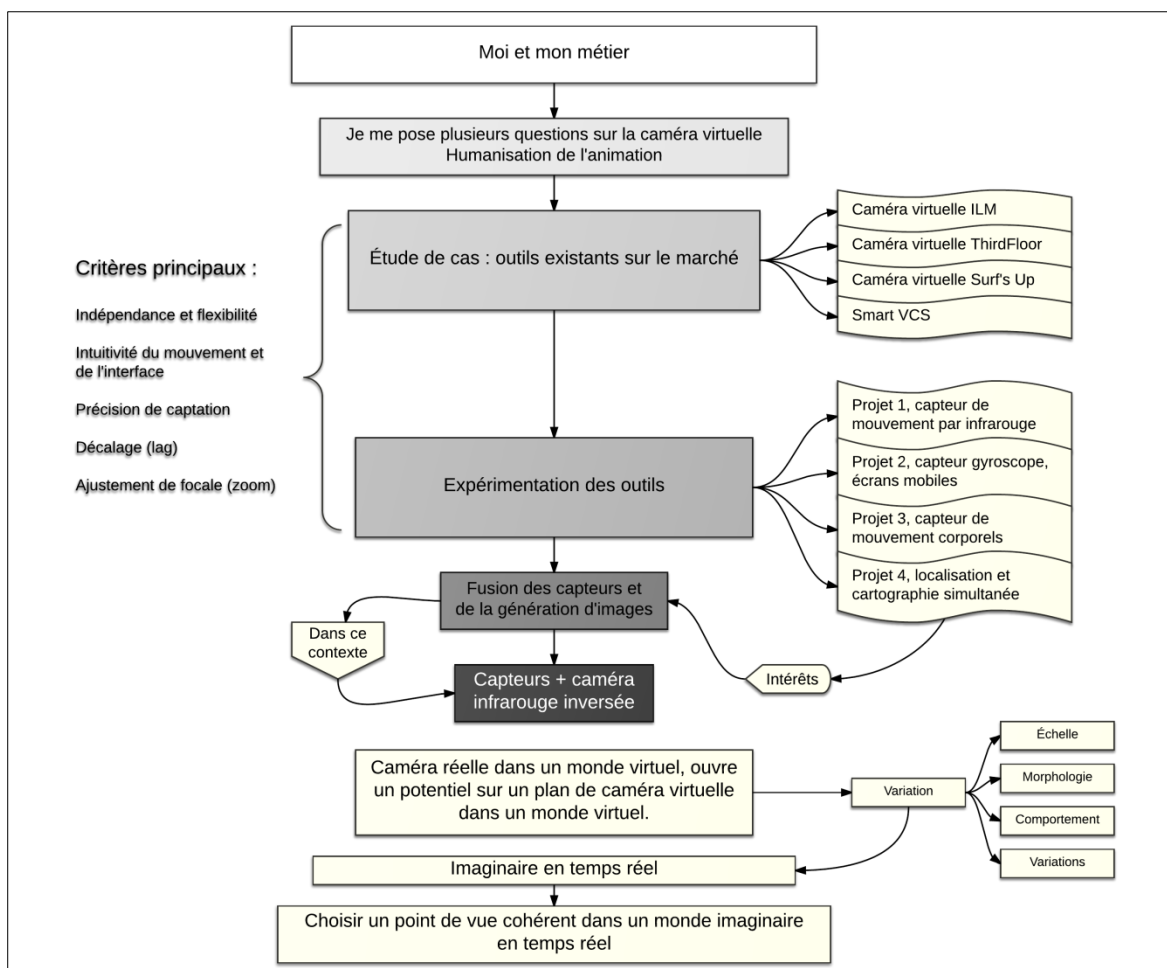 Moi et mon métier
Je me pose plusieurs questions sur la caméra virtuelle
Humanisation de l'animation
Étude de cas : outils existants sur le marché
Caméra virtuelle ILM
Caméra virtuelle ThirdFloor
Caméra virtuelle Surf's Up
Smart VCS
Critères principaux :
Indépendance et flexibilité
Intuitivité du mouvement et
de l'interface
Précision de captation
Décalage (lag)
Ajustement de focale (zoom)
Expérimentation des outils
Projet 1, capteur de
mouvement par infrarouge
Projet 2, capteur gyroscope,
écrans mobiles
Projet 3, capteur de
mouvement corporels
Projet 4, localisation et
cartographie simultanée
Fusion des capteurs et
de la génération d'images
Dans ce
contexte
Intérêts
Capteurs + caméra
infrarouge inversée
Caméra réelle dans un monde virtuel, ouvre
un potentiel sur un plan de caméra virtuelle
dans un monde virtuel.
Variation
Échelle
Morphologie
Comportement
Variations
Imaginaire en temps réel
Choisir un point de vue cohérent dans un monde imaginaire
en temps réel